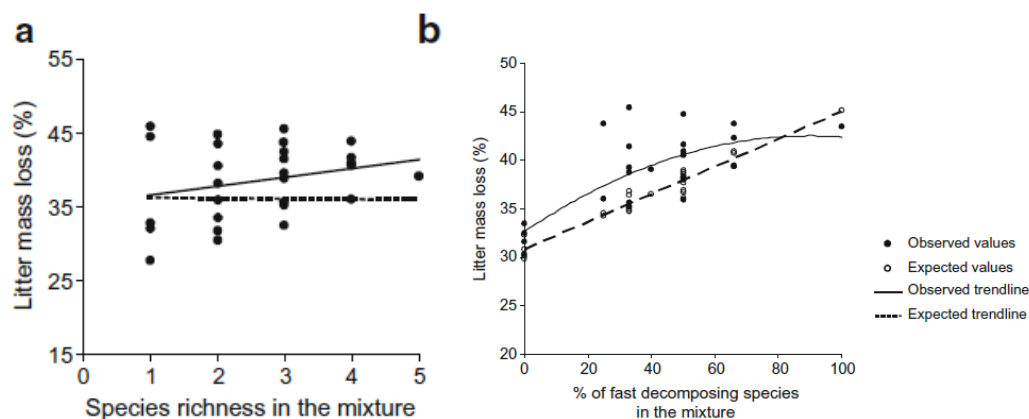 a
55
45
35
25
15
0
1
2
3
4
5
Litter mass loss (%)
Species richness in the mixture
b
50
45
40
35
30
25
20
0
20
40
60
80
100
Litter mass loss (%)
% of fast decomposing species
in the mixture
Observed values
Expected values
Observed trendline
Expected trendline